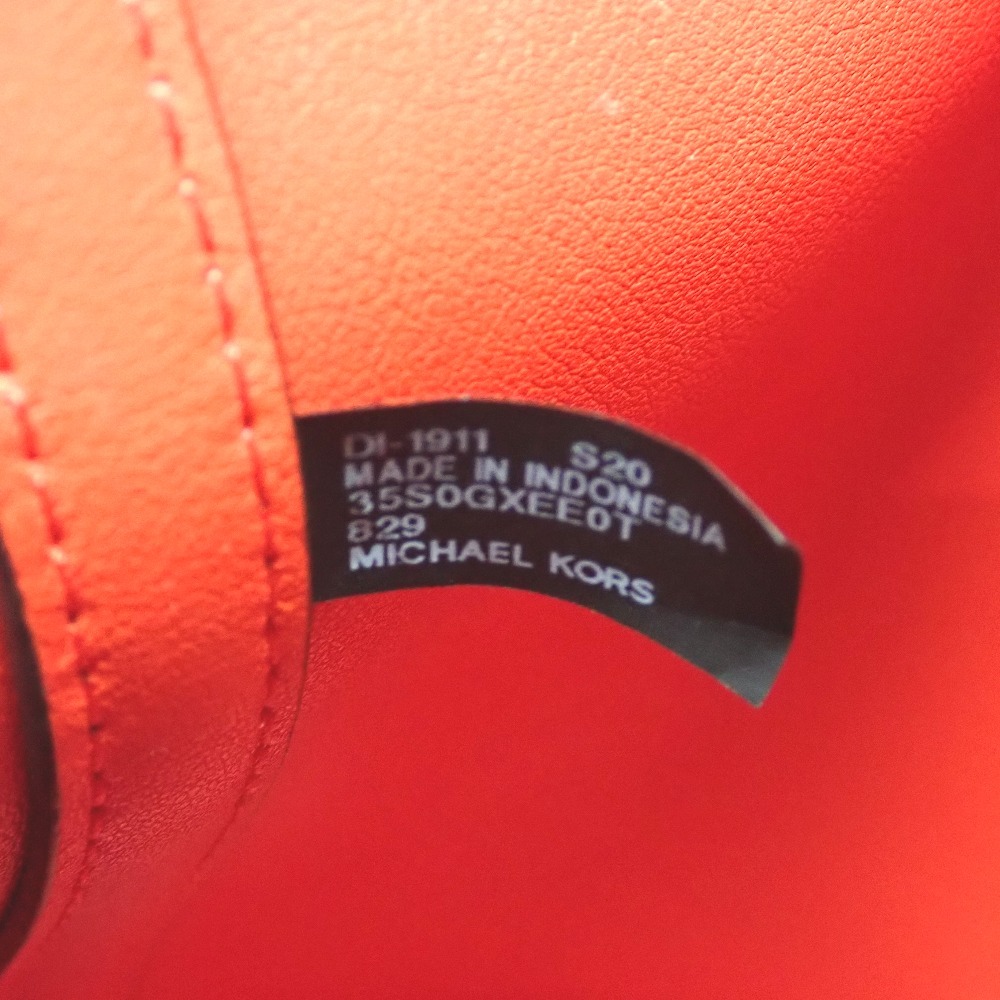 DI-1911 S20
MADE IN INDONESIA
35S0GXEE0T
829
MICHAEL KORS